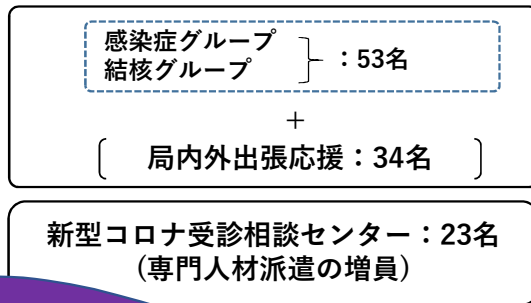 感染症グループ
結核グループ
：53名
＋
局内外出張応援：34名
新型コロナ受診相談センター：23名
(専門人材派遣の増員)